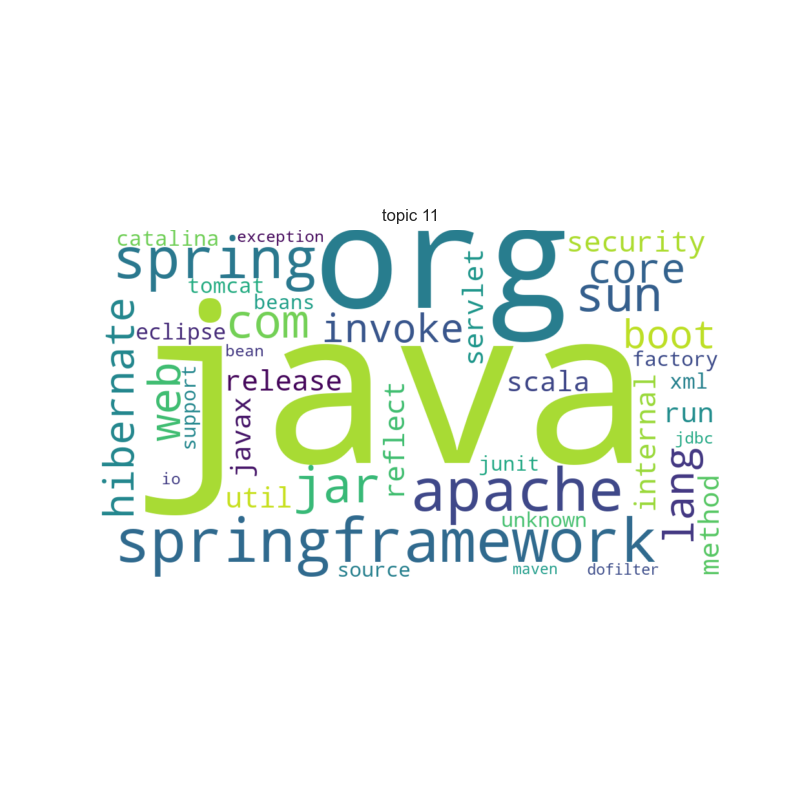 topic 11
catalina
exception
org
security
spring
core
tomcat
sun
beans
servlet
hibernate
eclipse
com
invoke
boot
java
bean
factory
web
support
release
scala
xml
javax
reflect
internal
run
jdbc
junit
io
util
jar
apache
lang
method
unknown
springframework
source
maven
dofilter